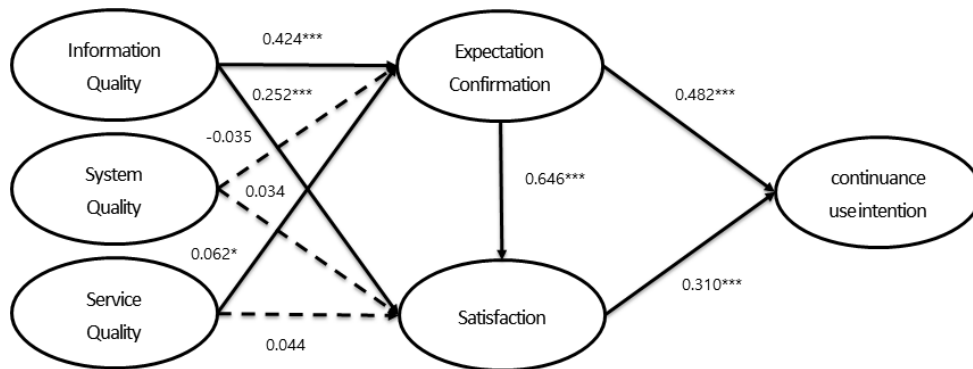 Information
Quality
0.424***
Expectation
Confirmation
0.252***
0.482***
-0.035
System
Quality
0.034
0.646***
continuance
use intention
0.062*
Service
Quality
0.044
Satisfaction
0.310***